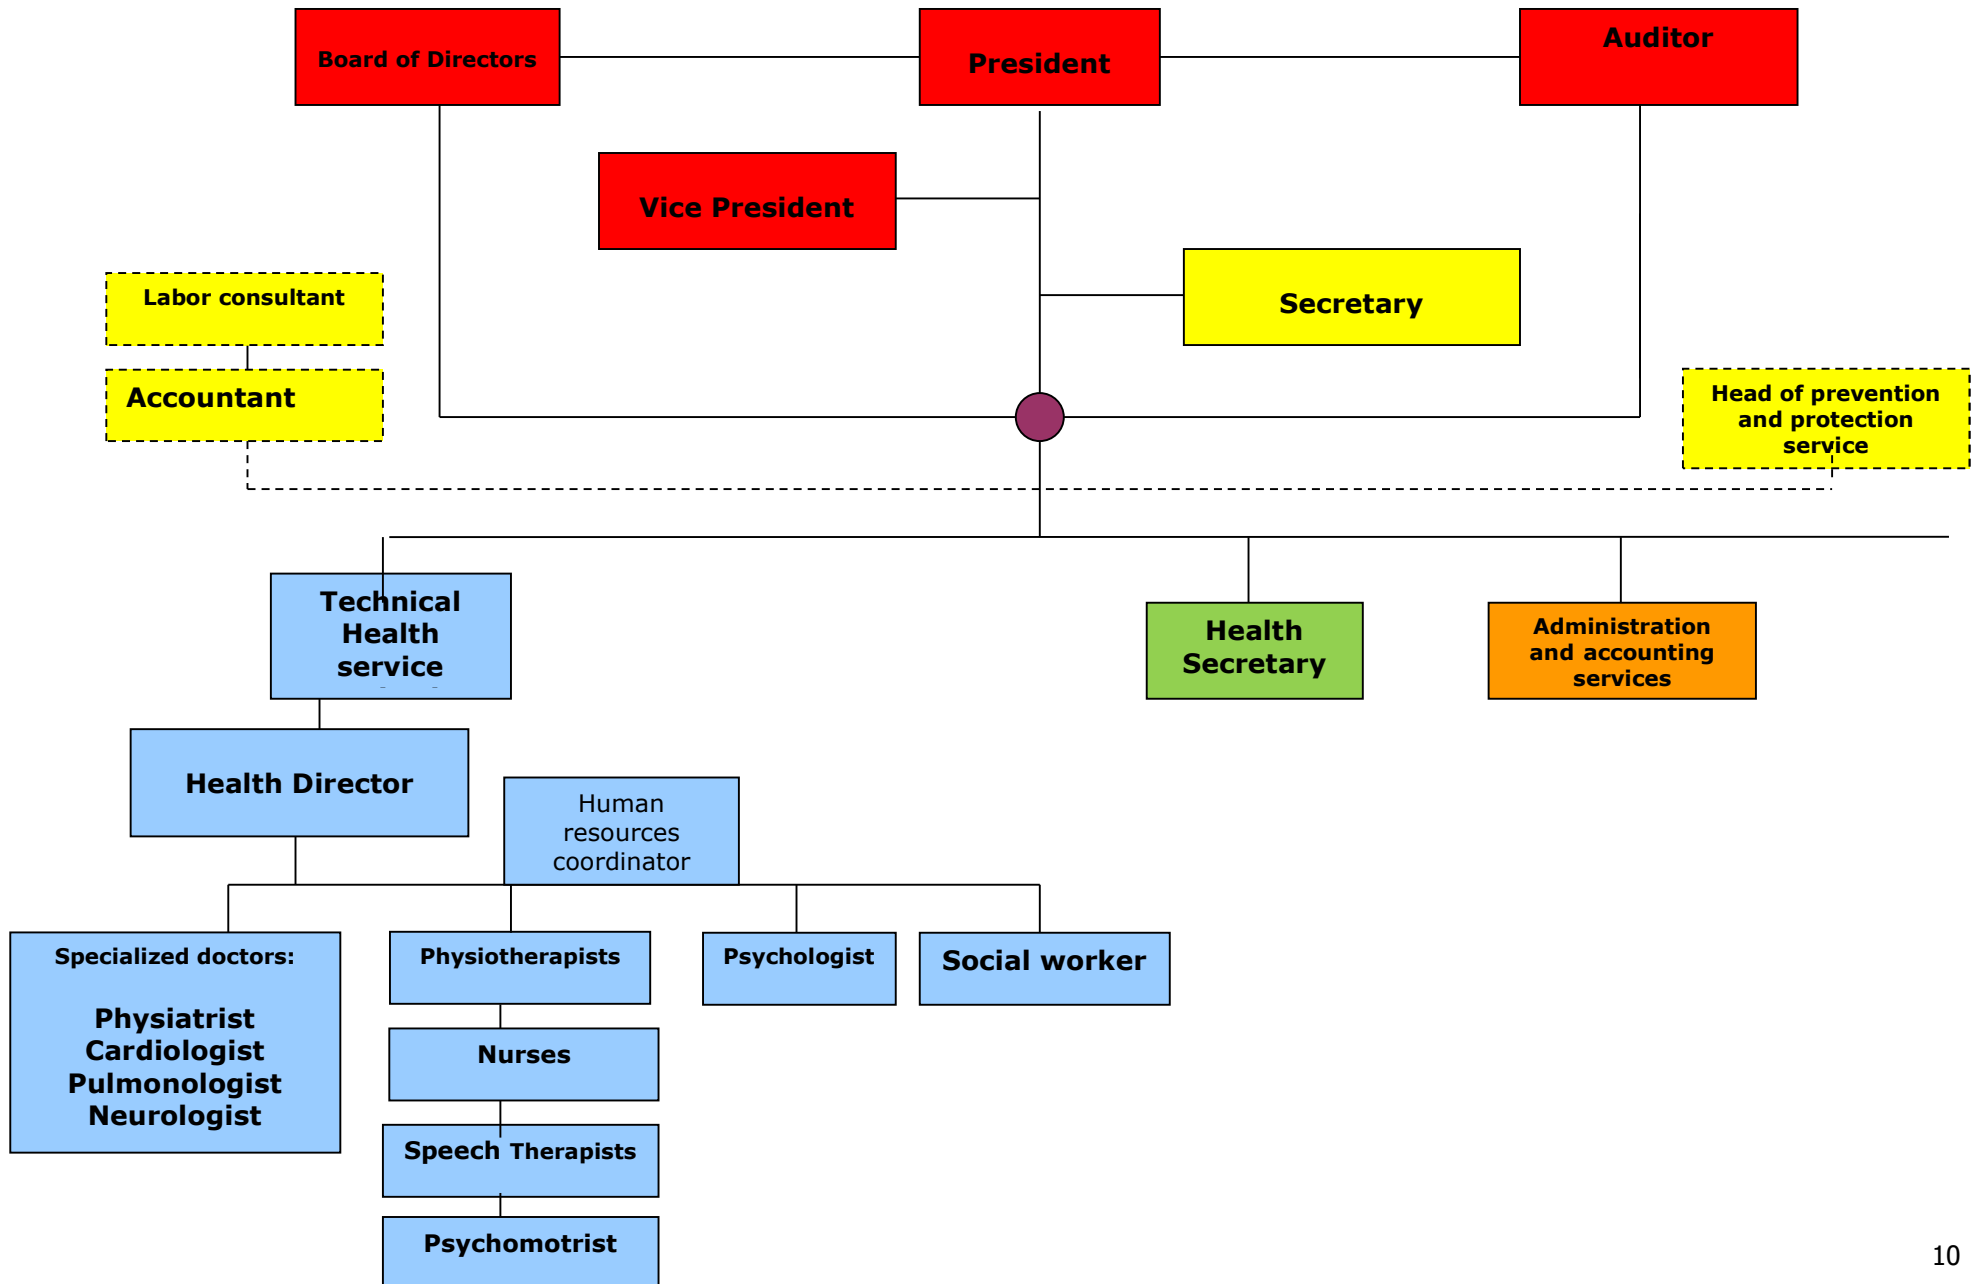 Board of Directors
President
Auditor
Vice President
Secretary
Labor consultant
Accountant
Head of prevention
and protection
service
Technical
Health
service
Health
Secretary
Administration
and accounting
services
Health Director
Human
resources
coordinator
Specialized doctors:
Physiatrist
Cardiologist
Pulmonologist
Neurologist
Physiotherapists
Psychologist
Social worker
Nurses
Speech Therapists
Psychomotrist
10